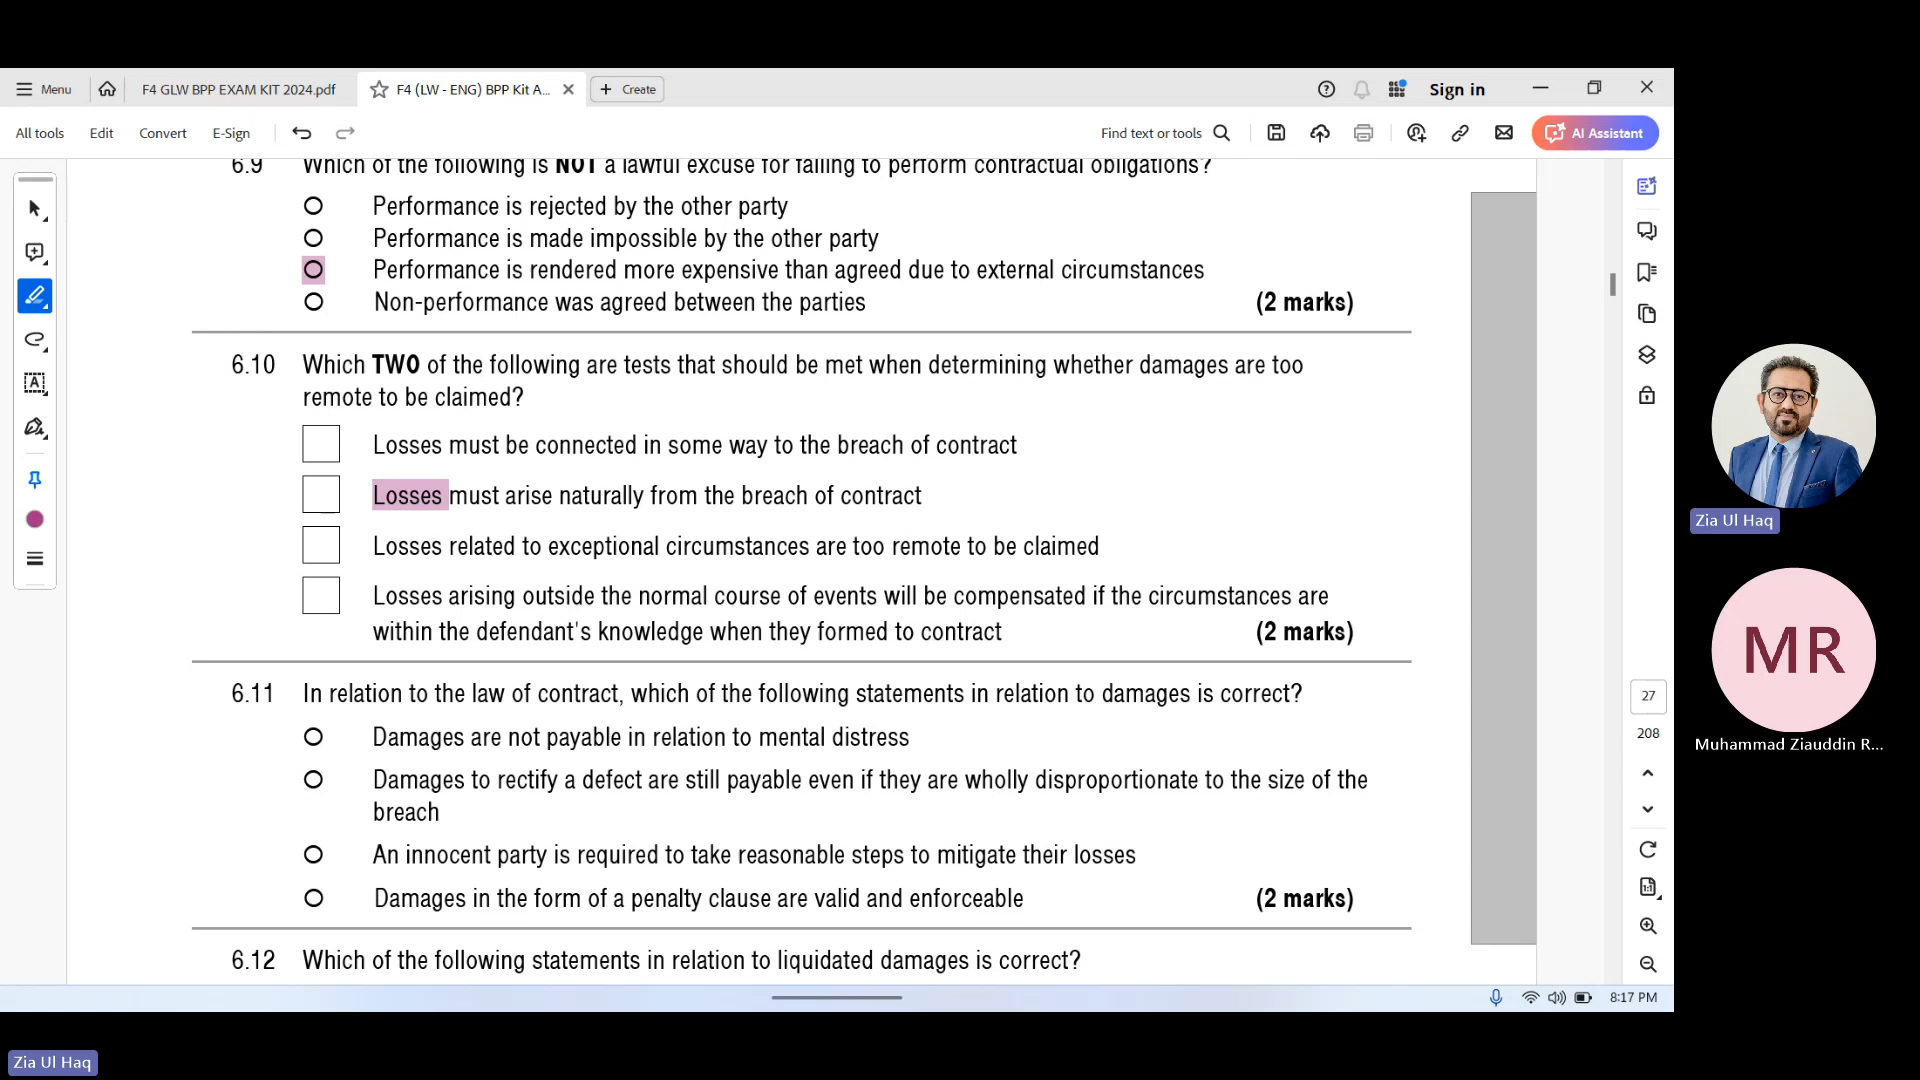 Menu
F4 GLW BPP EXAM KIT 2024.pdf
F4 (LW - ENG) BPP Kit A...
Create
Sign in
All tools
Edit
Convert
E-Sign
Find text or tools
AI Assistant
6.9 Which of the following is NOT a lawful excuse for failing to perform contractual obligations?
Performance is rejected by the other party
Performance is made impossible by the other party
Performance is rendered more expensive than agreed due to external circumstances
Non-performance was agreed between the parties (2 marks)
6.10 Which TWO of the following are tests that should be met when determining whether damages are too
remote to be claimed?
Losses must be connected in some way to the breach of contract
Losses must arise naturally from the breach of contract
Losses related to exceptional circumstances are too remote to be claimed
Losses arising outside the normal course of events will be compensated if the circumstances are
within the defendant's knowledge when they formed to contract (2 marks)
6.11 In relation to the law of contract, which of the following statements in relation to damages is correct?
Damages are not payable in relation to mental distress
Damages to rectify a defect are still payable even if they are wholly disproportionate to the size of the
breach
An innocent party is required to take reasonable steps to mitigate their losses
Damages in the form of a penalty clause are valid and enforceable (2 marks)
6.12 Which of the following statements in relation to liquidated damages is correct?
27
208
8:17 PM
Zia Ul Haq
MR
Muhammad Ziauddin R...
Zia Ul Haq